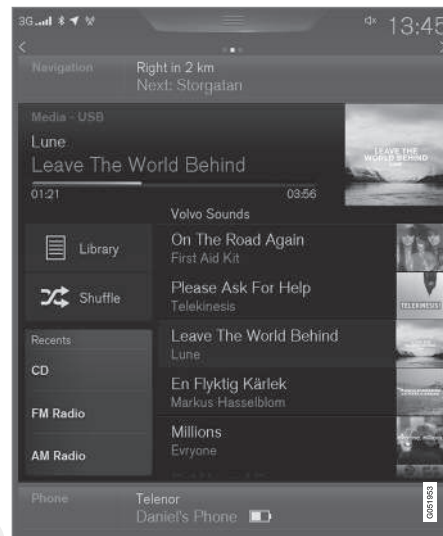 3G
13:45
Navigation
Right in 2 km
Next: Storgatan
Media - USB
Lune
Leave The World Behind
01:21
03:56
LEAVE THE
WORLD BEHIND
Volvo Sounds
Library
Shuffle
On The Road Again
First Aid Kit
Please Ask For Help
Telekinesis
TELEKINESIS
Leave The World Behind
Lune
En Flyktig Kärlek
Markus Hasselblom
Millions
Evryone
Recents
CD
FM Radio
AM Radio
Phone
Telenor
Daniel's Phone
G051953